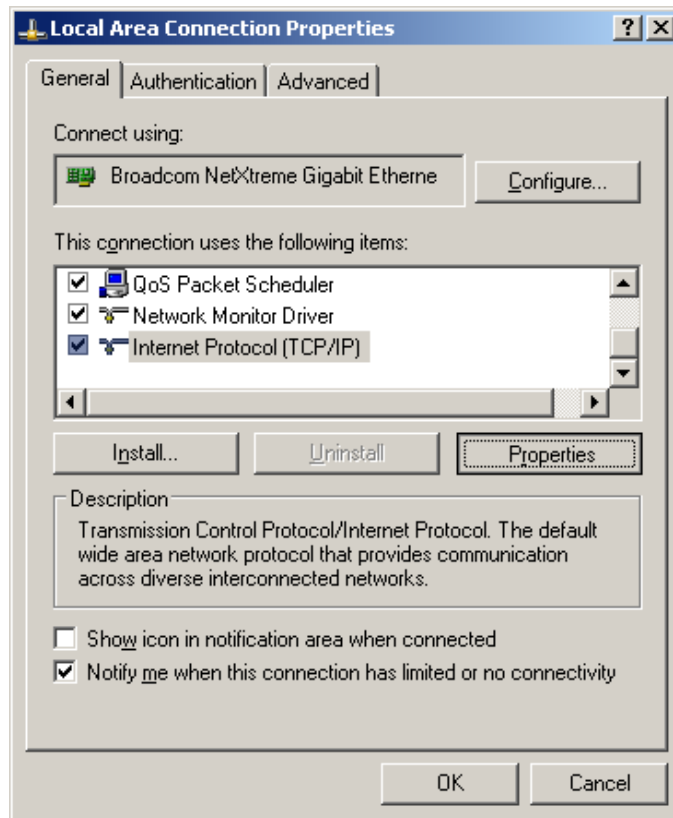 Local Area Connection Properties
General Authentication Advanced
Connect using:
Broadcom NetXtreme Gigabit Etherne
Configure...
This connection uses the following items:
QoS Packet Scheduler
Network Monitor Driver
Internet Protocol (TCP/IP)
Install... Uninstall Properties
Description
Transmission Control Protocol/Internet Protocol. The default
wide area network protocol that provides communication
across diverse interconnected networks.
Show icon in notification area when connected
Notify me when this connection has limited or no connectivity
OK Cancel